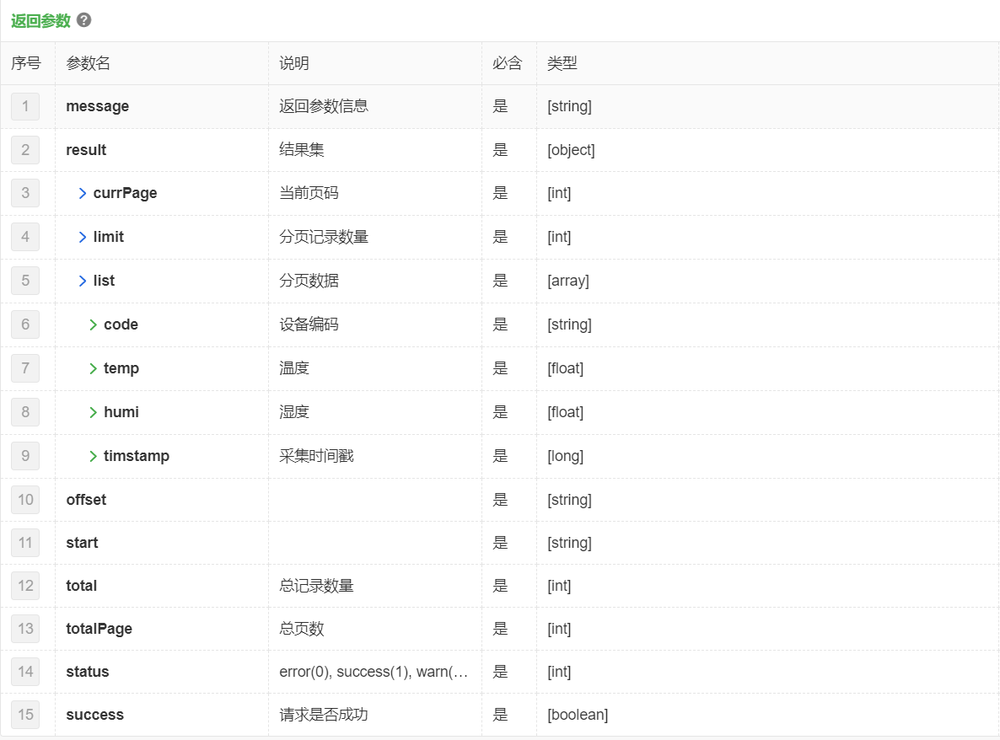 返回参数 ?
序号 参数名 说明 必含 类型
1 message 返回参数信息 是 [string]
2 result 结果集 是 [object]
3 > currPage 当前页码 是 [int]
4 > limit 分页记录数量 是 [int]
5 > list 分页数据 是 [array]
6 > code 设备编码 是 [string]
7 > temp 温度 是 [float]
8 > humi 湿度 是 [float]
9 > timstamp 采集时间戳 是 [long]
10 offset 是 [string]
11 start 是 [string]
12 total 总记录数量 是 [int]
13 totalPage 总页数 是 [int]
14 status error(0), success(1), warn(… 是 [int]
15 success 请求是否成功 是 [boolean]